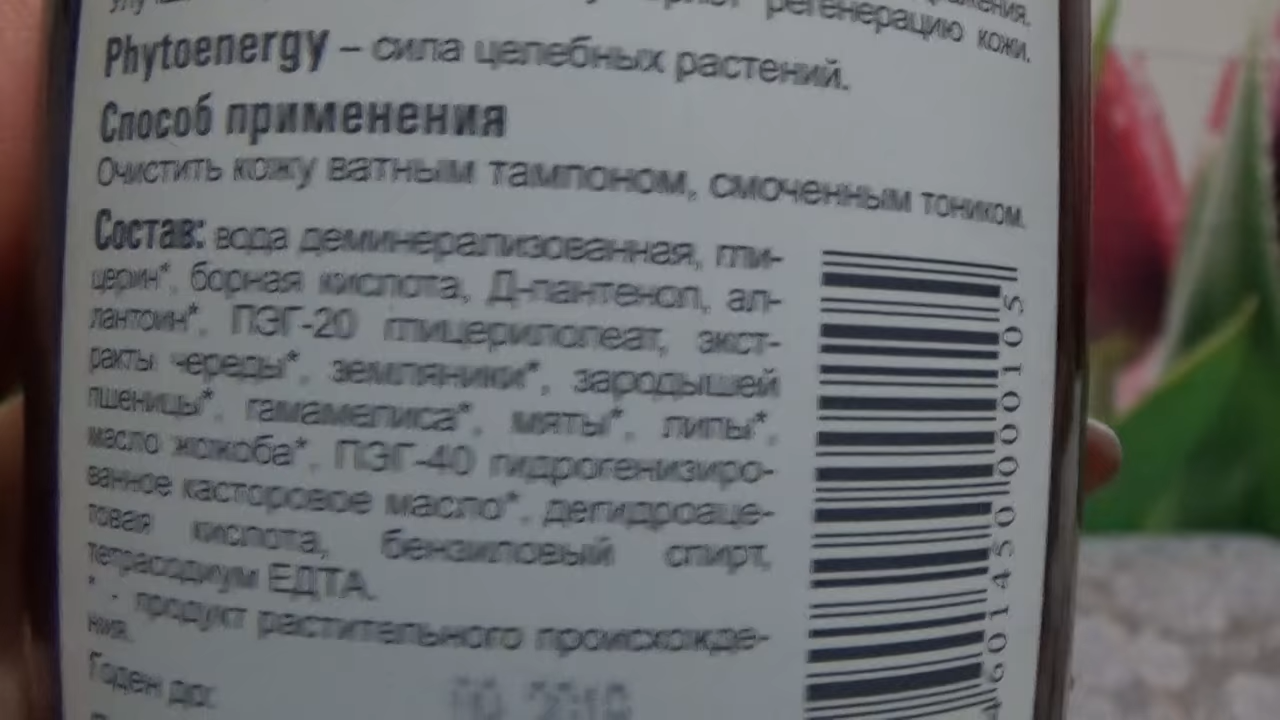 регенерацию кожи.
Phytoenergy – сила целебных растений.
Способ применения
Очистить кожу ватным тампоном, смоченным тоником.
Состав: вода деминерализованная, гли-
церин*, борная кислота, Д-пантенол, ал-
лантоин*, ПЭГ-20 глицерилолеат, экст-
ракты череды*, земляники*, зародышей
пшеницы*, гамамелиса*, мяты*, липы*,
масло жожоба*, ПЭГ-40 гидрогенизиро-
ванное касторовое масло*, дегидроаце-
товая кислота, бензиловый спирт,
тетрасодиум ЕДТА.
* - продукт растительного происхожде-
ния.
Годен до:
4601450000105